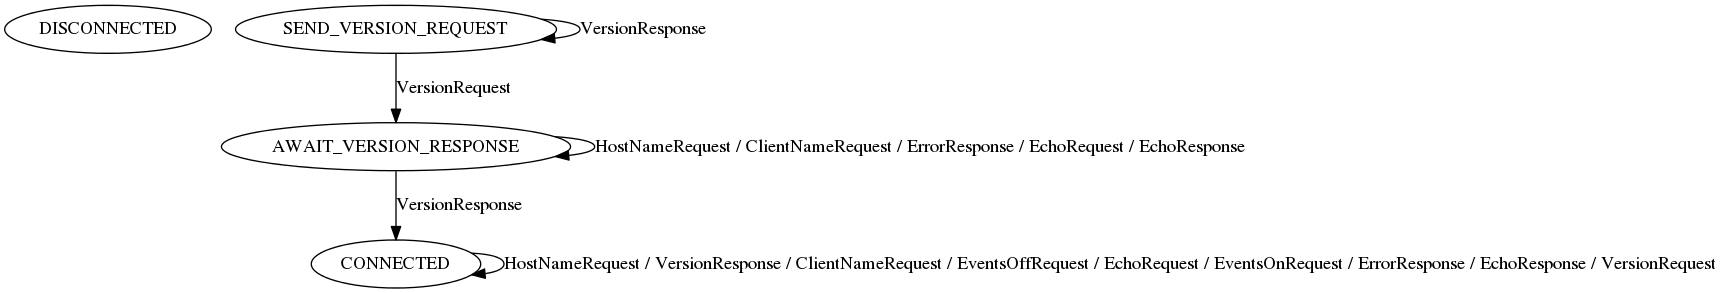 DISCONNECTED
SEND_VERSION_REQUEST
VersionResponse
VersionRequest
AWAIT_VERSION_RESPONSE
HostNameRequest / ClientNameRequest / ErrorResponse / EchoRequest / EchoResponse
VersionResponse
CONNECTED
HostNameRequest / VersionResponse / ClientNameRequest / EventsOffRequest / EchoRequest / EventsOnRequest / ErrorResponse / EchoResponse / VersionRequest